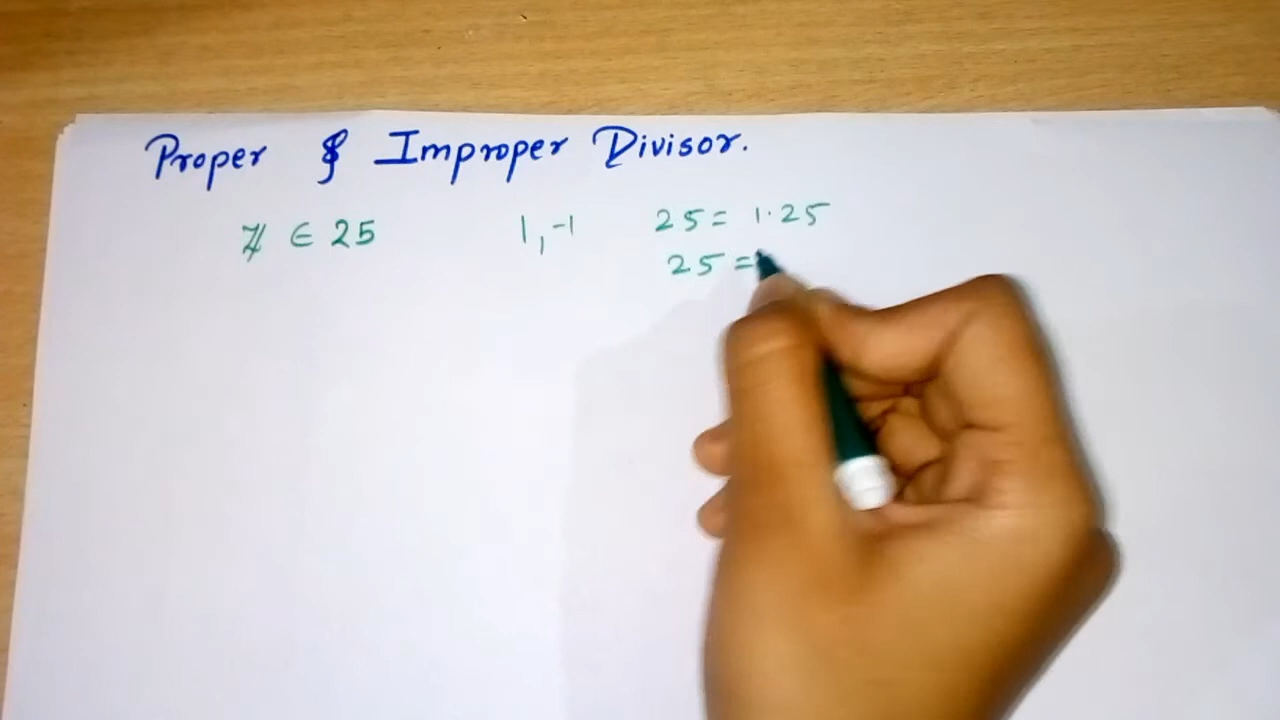 Proper & Improper Divisor.
ℤ ∈ 25 1, -1 25 = 1·25
25 =